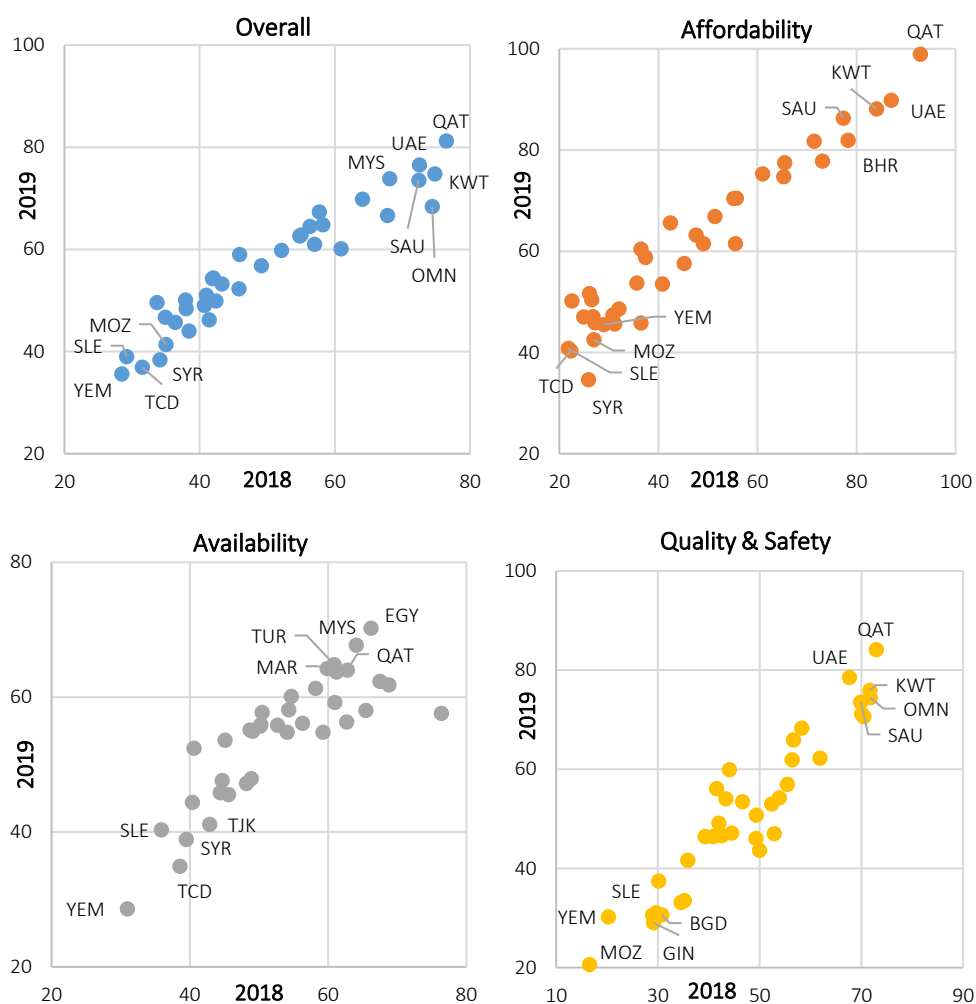 Overall
100
80
60
40
20
2019
QAT
UAE
MYS
KWT
SAU
OMN
MOZ
SLE
SYR
YEM
TCD
20 40 60 80
2018
Affordability
100
80
60
40
20
2019
QAT
KWT
SAU
UAE
BHR
YEM
MOZ
TCD SLE
SYR
20 40 60 80 100
2018
Availability
80
60
40
20
2019
EGY
MYS
TUR
QAT
MAR
SLE
TJK
SYR
TCD
YEM
20 40 60 80
2018
Quality & Safety
100
80
60
40
20
2019
QAT
UAE
KWT
OMN
SAU
SLE
YEM
BGD
MOZ GIN
10 30 50 70 90
2018